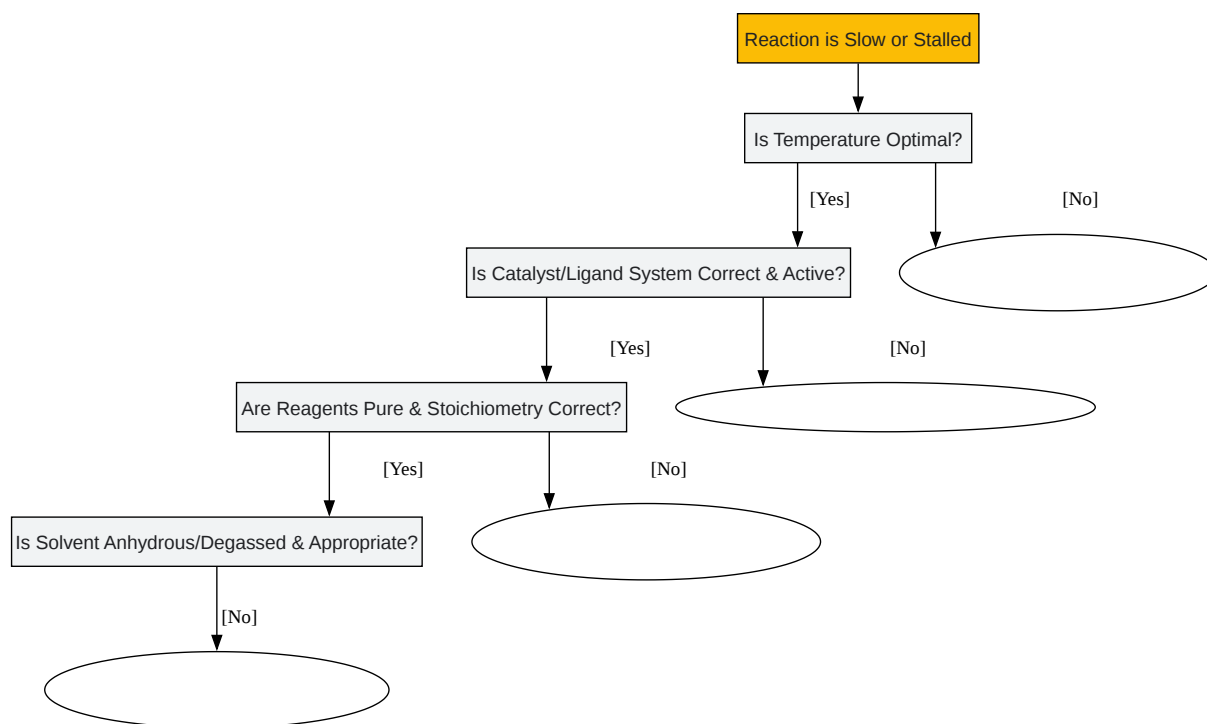 Reaction is Slow or Stalled
Is Temperature Optimal?
[Yes]
[No]
Is Catalyst/Ligand System Correct & Active?
[Yes]
[No]
Are Reagents Pure & Stoichiometry Correct?
[Yes]
[No]
Is Solvent Anhydrous/Degassed & Appropriate?
[No]